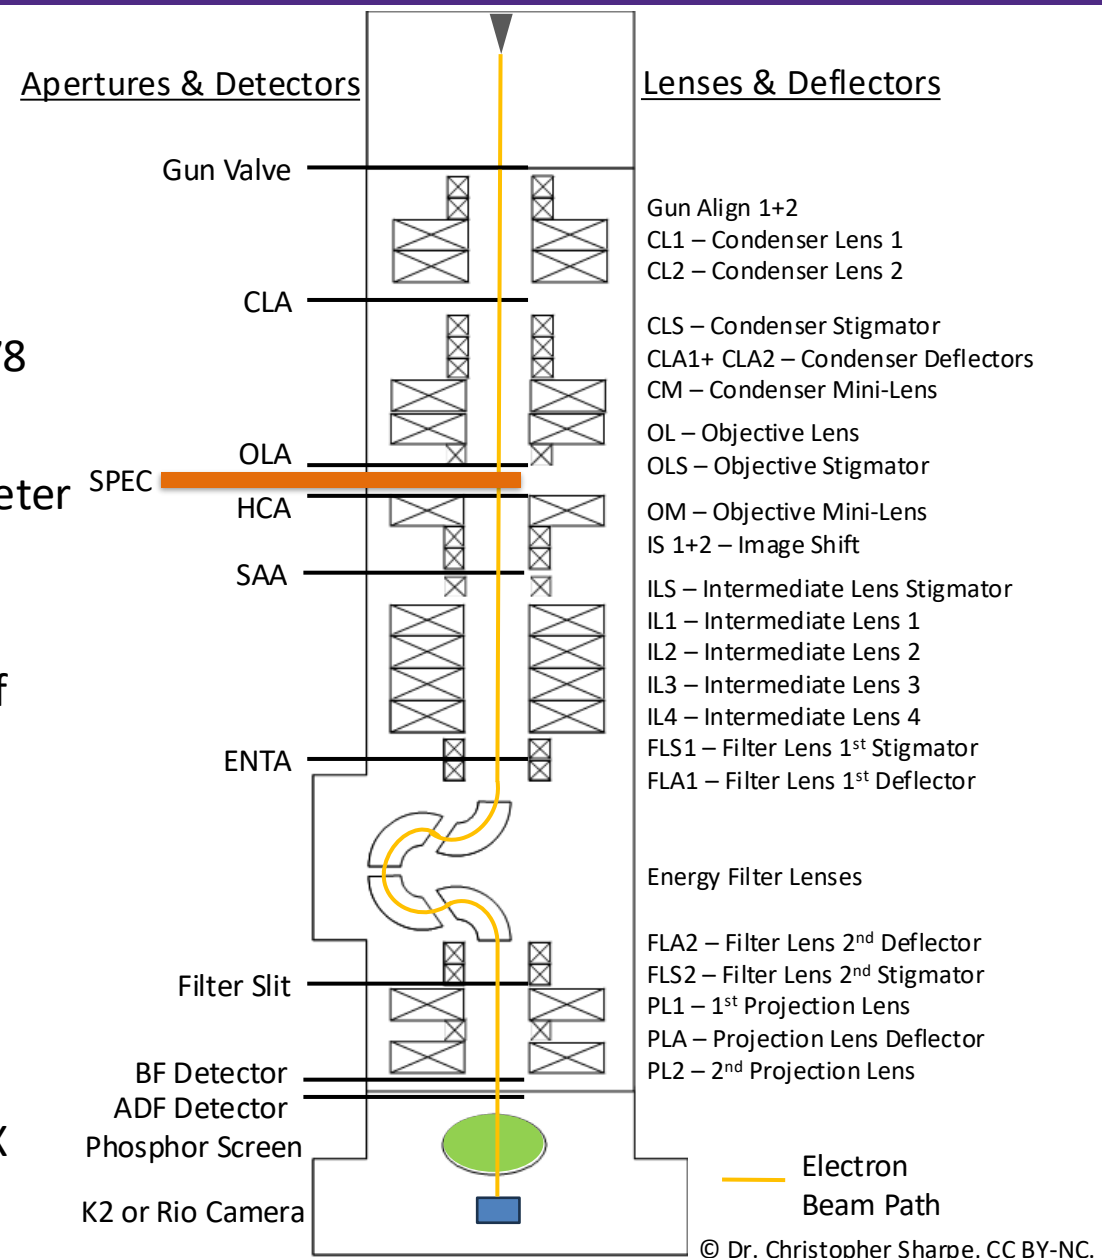 Apertures & Detectors
Lenses & Deflectors
Gun Valve
Gun Align 1+2
CL1 – Condenser Lens 1
CL2 – Condenser Lens 2
CLA
CLS – Condenser Stigmator
CLA1+ CLA2 – Condenser Deflectors
CM – Condenser Mini-Lens
OL – Objective Lens
OLA
OLS – Objective Stigmator
SPEC
HCA
OM – Objective Mini-Lens
IS 1+2 – Image Shift
SAA
ILS – Intermediate Lens Stigmator
IL1 – Intermediate Lens 1
IL2 – Intermediate Lens 2
IL3 – Intermediate Lens 3
IL4 – Intermediate Lens 4
ENTA
FLS1 – Filter Lens 1st Stigmator
FLA1 – Filter Lens 1st Deflector
Energy Filter Lenses
FLA2 – Filter Lens 2nd Deflector
FLS2 – Filter Lens 2nd Stigmator
Filter Slit
PL1 – 1st Projection Lens
PLA – Projection Lens Deflector
PL2 – 2nd Projection Lens
BF Detector
ADF Detector
Phosphor Screen
K2 or Rio Camera
Electron
Beam Path
© Dr. Christopher Sharpe. CC BY-NC.